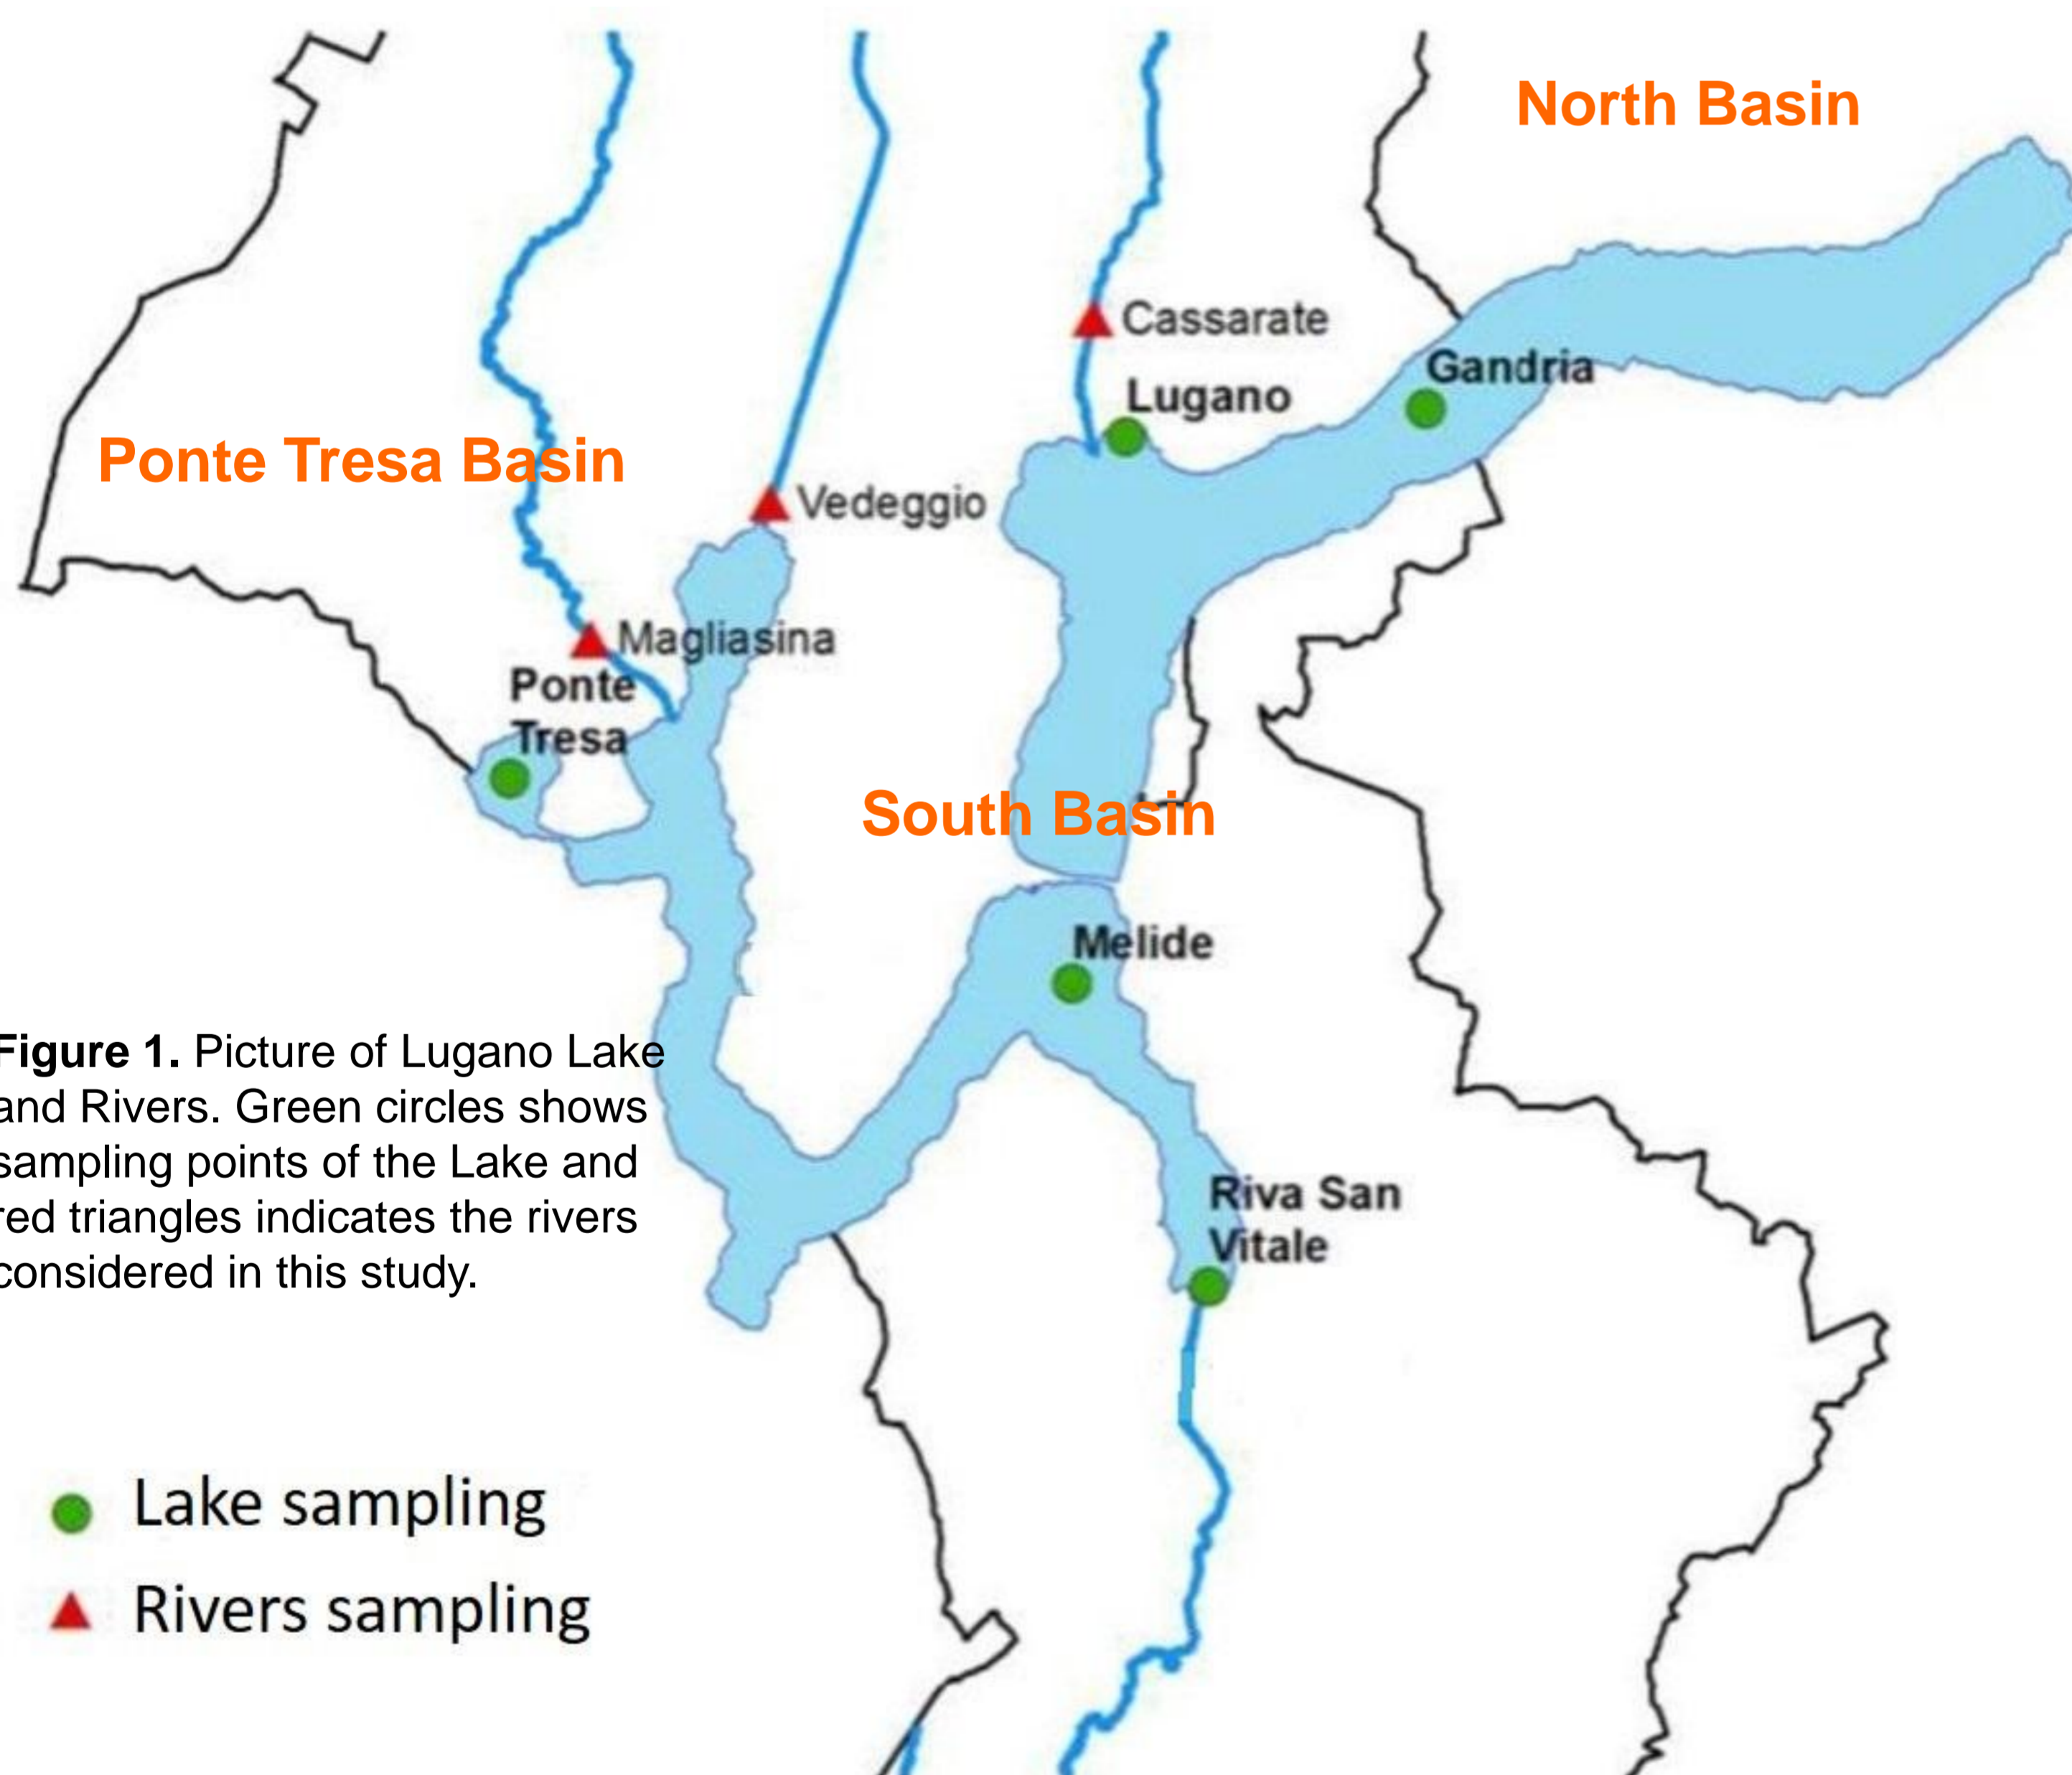 North Basin
Cassarate
Gandria
Lugano
Ponte Tresa Basin
Vedeggio
Magliasina
Ponte
Tresa
South Basin
Melide
Figure 1. Picture of Lugano Lake
and Rivers. Green circles shows
sampling points of the Lake and
red triangles indicates the rivers
considered in this study.
Riva San
Vitale
Lake sampling
Rivers sampling